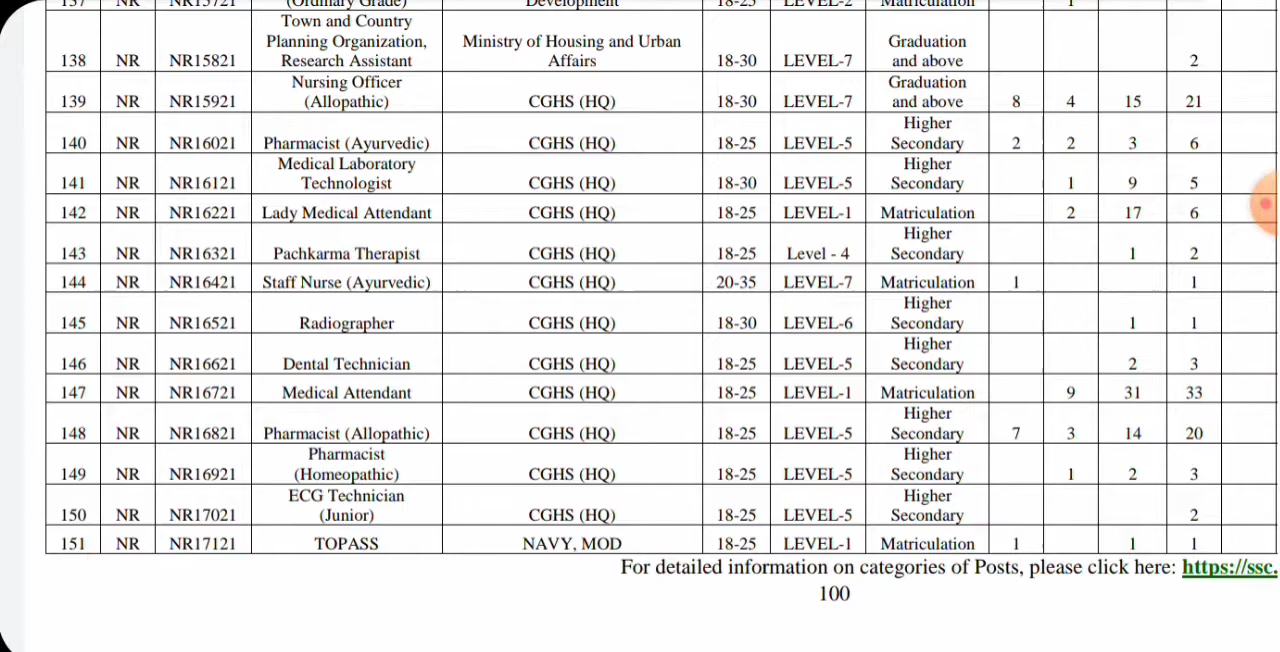 137 NR NR15721 (Ordinary Grade) Development 18-25 LEVEL-2 Matriculation 1
Town and Country
Planning Organization, Ministry of Housing and Urban Graduation
138 NR NR15821 Research Assistant Affairs 18-30 LEVEL-7 and above 2
Nursing Officer Graduation
139 NR NR15921 (Allopathic) CGHS (HQ) 18-30 LEVEL-7 and above 8 4 15 21
Higher
140 NR NR16021 Pharmacist (Ayurvedic) CGHS (HQ) 18-25 LEVEL-5 Secondary 2 2 3 6
Medical Laboratory Higher
141 NR NR16121 Technologist CGHS (HQ) 18-30 LEVEL-5 Secondary 1 9 5
142 NR NR16221 Lady Medical Attendant CGHS (HQ) 18-25 LEVEL-1 Matriculation 2 17 6
Higher
143 NR NR16321 Pachkarma Therapist CGHS (HQ) 18-25 Level - 4 Secondary 1 2
144 NR NR16421 Staff Nurse (Ayurvedic) CGHS (HQ) 20-35 LEVEL-7 Matriculation 1 1
Higher
145 NR NR16521 Radiographer CGHS (HQ) 18-30 LEVEL-6 Secondary 1 1
Higher
146 NR NR16621 Dental Technician CGHS (HQ) 18-25 LEVEL-5 Secondary 2 3
147 NR NR16721 Medical Attendant CGHS (HQ) 18-25 LEVEL-1 Matriculation 9 31 33
Higher
148 NR NR16821 Pharmacist (Allopathic) CGHS (HQ) 18-25 LEVEL-5 Secondary 7 3 14 20
Pharmacist Higher
149 NR NR16921 (Homeopathic) CGHS (HQ) 18-25 LEVEL-5 Secondary 1 2 3
ECG Technician Higher
150 NR NR17021 (Junior) CGHS (HQ) 18-25 LEVEL-5 Secondary 2
151 NR NR17121 TOPASS NAVY, MOD 18-25 LEVEL-1 Matriculation 1 1 1
For detailed information on categories of Posts, please click here: https://ssc.
100